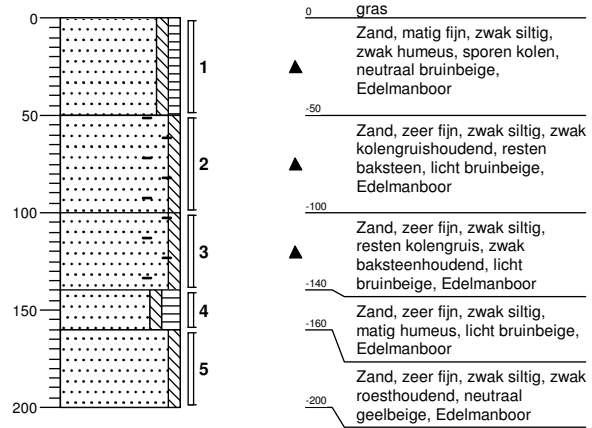 0
50
100
150
200
1
2
3
4
5
0
gras
Zand, matig fijn, zwak siltig,
zwak humeus, sporen kolen,
neutraal bruinbeige,
Edelmanboor
-50
Zand, zeer fijn, zwak siltig, zwak
kolengruishoudend, resten
baksteen, licht bruinbeige,
Edelmanboor
-100
Zand, zeer fijn, zwak siltig,
resten kolengruis, zwak
baksteenhoudend, licht
bruinbeige, Edelmanboor
-140
Zand, zeer fijn, zwak siltig,
matig humeus, licht bruinbeige,
Edelmanboor
-160
Zand, zeer fijn, zwak siltig, zwak
roesthoudend, neutraal
geelbeige, Edelmanboor
-200